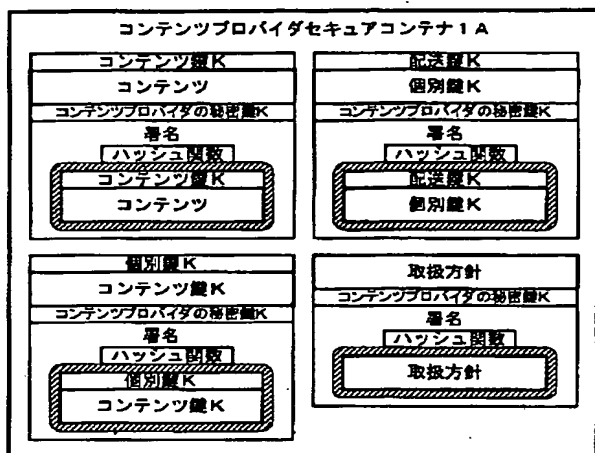 コンテンツプロバイダセキュアコンテナ1A
コンテンツ鍵K
コンテンツ
コンテンツプロバイダの秘密鍵K
署名
ハッシュ関数
コンテンツ鍵K
コンテンツ
配送鍵K
個別鍵K
コンテンツプロバイダの秘密鍵K
署名
ハッシュ関数
配送鍵K
個別鍵K
個別鍵K
コンテンツ鍵K
コンテンツプロバイダの秘密鍵K
署名
ハッシュ関数
個別鍵K
コンテンツ鍵K
取扱方針
コンテンツプロバイダの秘密鍵K
署名
ハッシュ関数
取扱方針